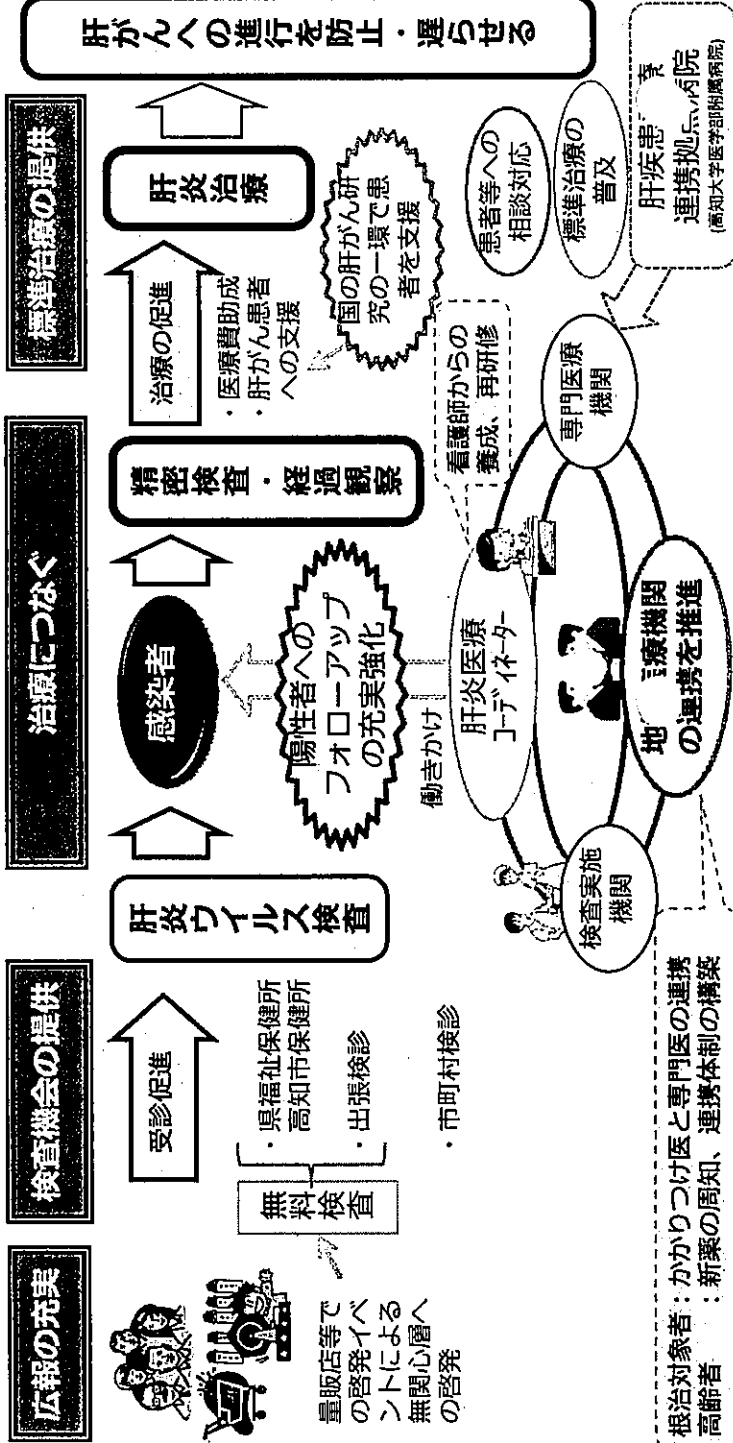 広報の充実
検査機会の提供
治療につなぐ
標準治療の提供
受診促進
肝炎ウイルス検査
感染者
精密検査・経過観察
治療の促進
肝炎治療
肝がんへの進行を防止・遅らせる
量販店等で
の啓発イベ
ントによる
無関心層へ
の啓発
無料
検査
・県福祉保健所
高知市保健所
・出張検診
・市町村検診
陽性者への
フォローアップ
の充実強化
働きかけ
・医療費助成
・肝がん患者
への支援
国の肝がん研
究の一環で患
者を支援
看護師からの
養成、再研修
肝炎医療
コーディネーター
検査実施
機関
専門医療
機関
地
療機関
の連携を推進
患者等への
相談対応
標準治療の
普及
肝疾患
連携拠点病院
(高知大学医学部附属病院)
根治対象者：かかりつけ医と専門医の連携
高齢者　　：新薬の周知、連携体制の構築